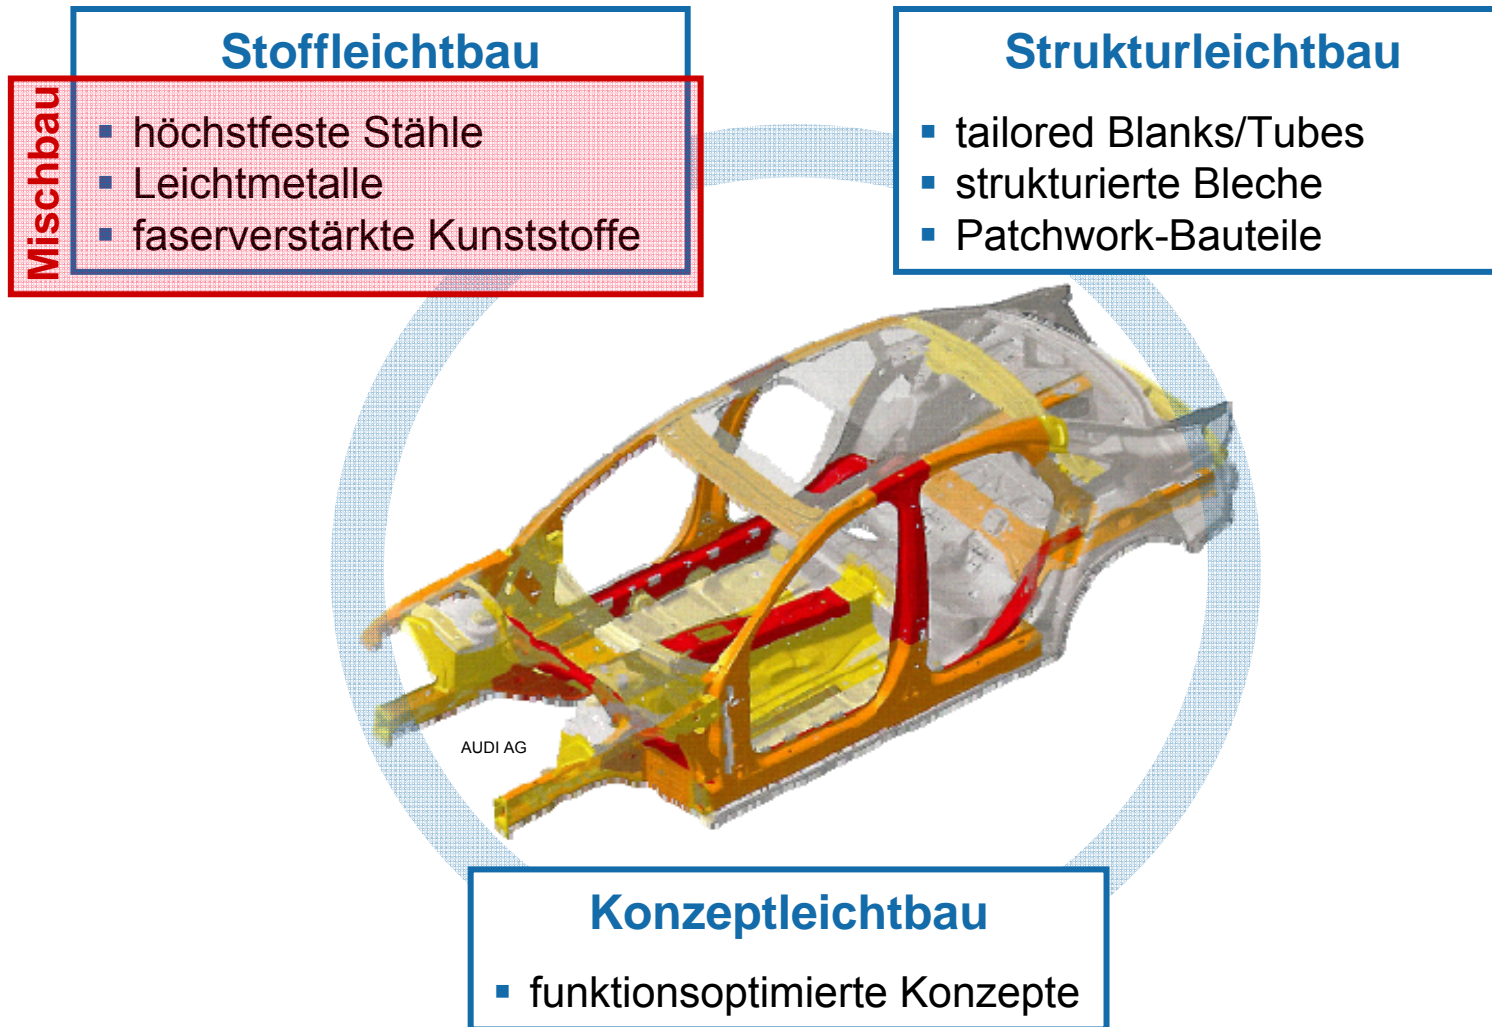 Stoffleichtbau
Mischbau
höchstfeste Stähle
Leichtmetalle
faserverstärkte Kunststoffe
Strukturleichtbau
tailored Blanks/Tubes
strukturierte Bleche
Patchwork-Bauteile
AUDI AG
Konzeptleichtbau
funktionsoptimierte Konzepte